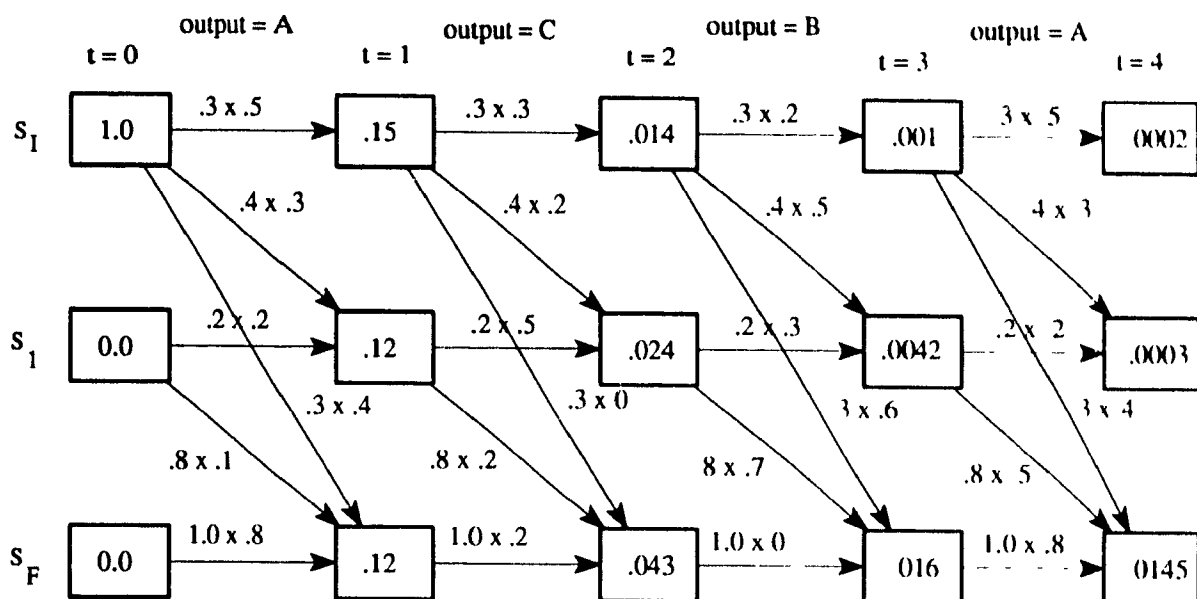 output = A output = C output = B output = A
t = 0 t = 1 t = 2 t = 3 t = 4
S_I 1.0 .3 x .5 .15 .3 x .3 .014 .3 x .2 .001 3 x 5 0002
.4 x .3 .4 x .2 .4 x .5 4 x 3
S_1 0.0 .2 x .2 .12 .2 x .5 .024 .2 x .3 .0042 .2 x 2 .0003
.3 x .4 .3 x 0 3 x .6 3 x 4
.8 x .1 .8 x .2 8 x .7 .8 x 5
S_F 0.0 1.0 x .8 .12 1.0 x .2 .043 1.0 x 0 016 1.0 x .8 0145